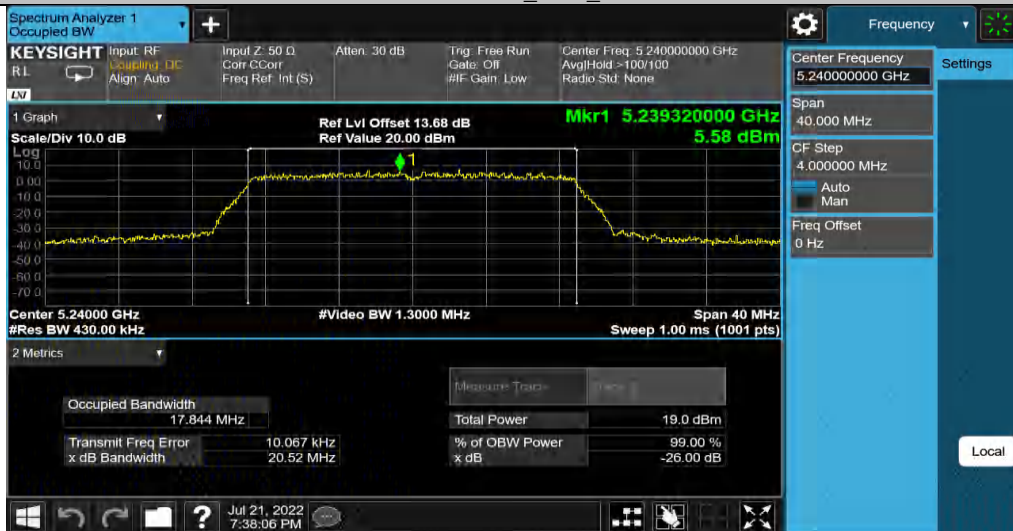 Spectrum Analyzer 1
Occupied BW
KEYSIGHT
RL
LXI
Input: RF
Coupling: DC
Align: Auto
Input Z: 50 Ω
Corr CCorr
Freq Ref: Int (S)
Atten: 30 dB
Trig: Free Run
Gate: Off
#IF Gain: Low
Center Freq: 5.240000000 GHz
Avg|Hold >100/100
Radio Std: None
1 Graph
Scale/Div 10.0 dB
Ref Lvl Offset 13.68 dB
Ref Value 20.00 dBm
Mkr1 5.239320000 GHz
5.58 dBm
Log
10.0
0.00
-10.0
-20.0
-30.0
-40.0
-50.0
-60.0
-70.0
1
Center 5.24000 GHz
#Res BW 430.00 kHz
#Video BW 1.3000 MHz
Span 40 MHz
Sweep 1.00 ms (1001 pts)
2 Metrics
Measure Trace
Occupied Bandwidth
17.844 MHz
Transmit Freq Error 10.067 kHz
x dB Bandwidth 20.52 MHz
Total Power 19.0 dBm
% of OBW Power 99.00 %
x dB -26.00 dB
?
Jul 21, 2022
7:38:06 PM
Frequency
Center Frequency
5.240000000 GHz
Span
40.000 MHz
CF Step
4.000000 MHz
Auto
Man
Freq Offset
0 Hz
Settings
Local